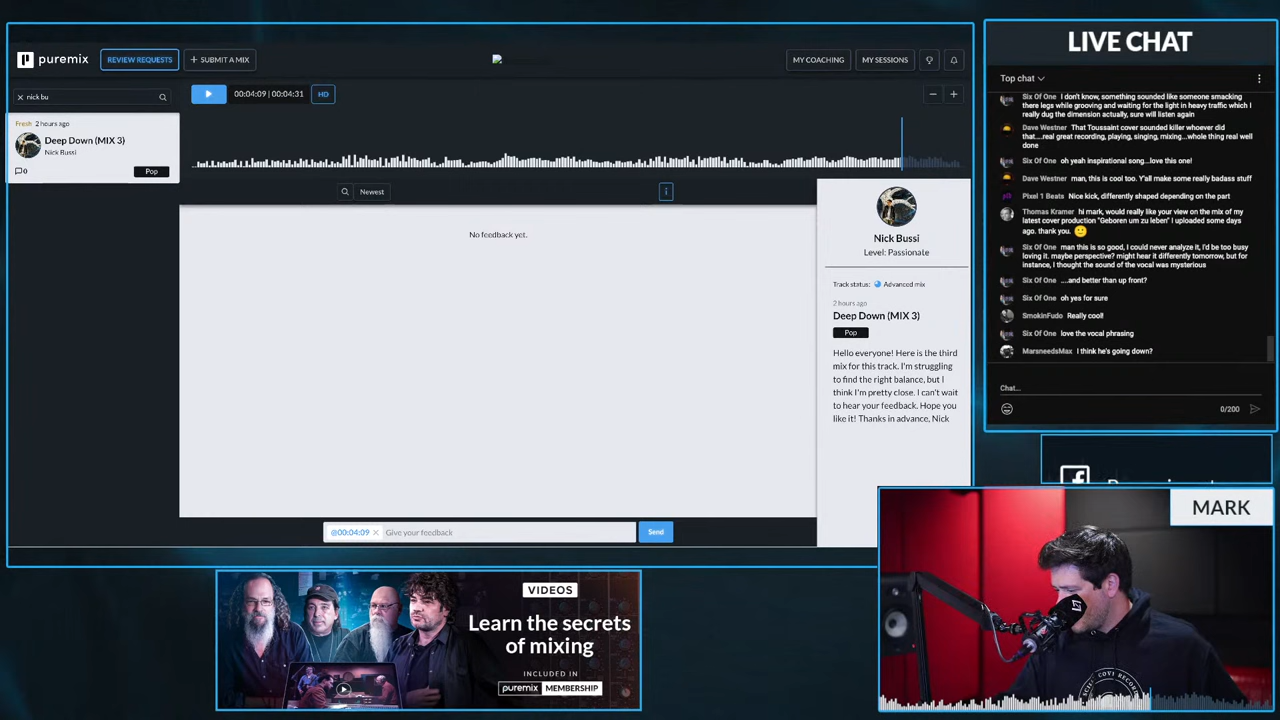 puremix
REVIEW REQUESTS
+ SUBMIT A MIX
MY COACHING
MY SESSIONS
nick bu
00:04:09 | 00:04:31
HD
Fresh 2 hours ago
Deep Down (MIX 3)
Nick Bussi
0
Pop
Newest
No feedback yet.
@00:04:09
Give your feedback
Send
Nick Bussi
Level: Passionate
Track status: Advanced mix
2 hours ago
Deep Down (MIX 3)
Pop
Hello everyone! Here is the third
mix for this track. I'm struggling
to find the right balance, but I
think I'm pretty close. I can't wait
to hear your feedback. Hope you
like it! Thanks in advance, Nick
LIVE CHAT
Top chat
Six Of One I don't know, something sounded like someone smacking
there legs while grooving and waiting for the light in heavy traffic which I
really dug the dimension actually, sure will listen again
Dave Westner That Toussaint cover sounded killer whoever did
that....real great recording, playing, singing, mixing...whole thing real well
done
Six Of One oh yeah inspirational song...love this one!
Dave Westner man, this is cool too. Y'all make some really badass stuff
Pixel 1 Beats Nice kick, differently shaped depending on the part
Thomas Kramer hi mark, would really like your view on the mix of my
latest cover production "Geboren um zu leben" I uploaded some days
ago. thank you. 🙂
Six Of One man this is so good, I could never analyze it, I'd be too busy
loving it. maybe perspective? might hear it differently tomorrow, but for
instance, I thought the sound of the vocal was mysterious
Six Of One ....and better than up front?
Six Of One oh yes for sure
SmokinFudo Really cool!
Six Of One love the vocal phrasing
MarsneedsMax I think he's going down?
Chat...
0/200
MARK
VIDEOS
Learn the secrets
of mixing
INCLUDED IN
puremix MEMBERSHIP